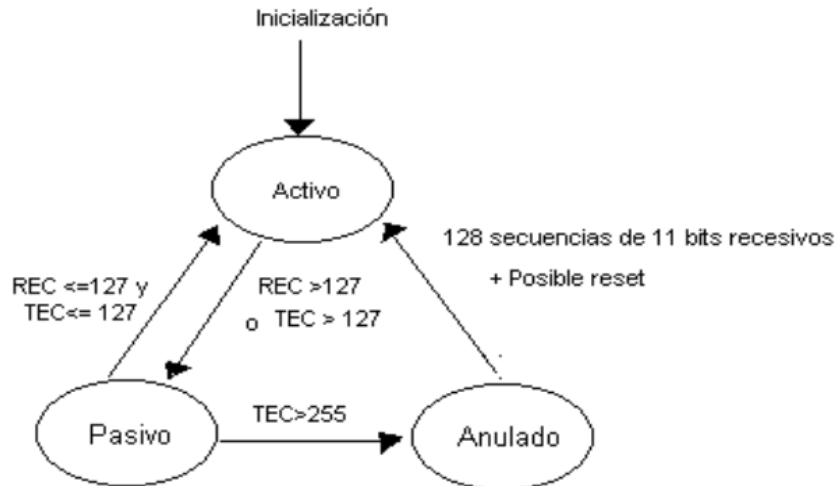 Inicialización
Activo
128 secuencias de 11 bits recesivos
+ Posible reset
REC <=127 y
TEC<= 127
REC >127
o TEC > 127
Pasivo
TEC>255
Anulado